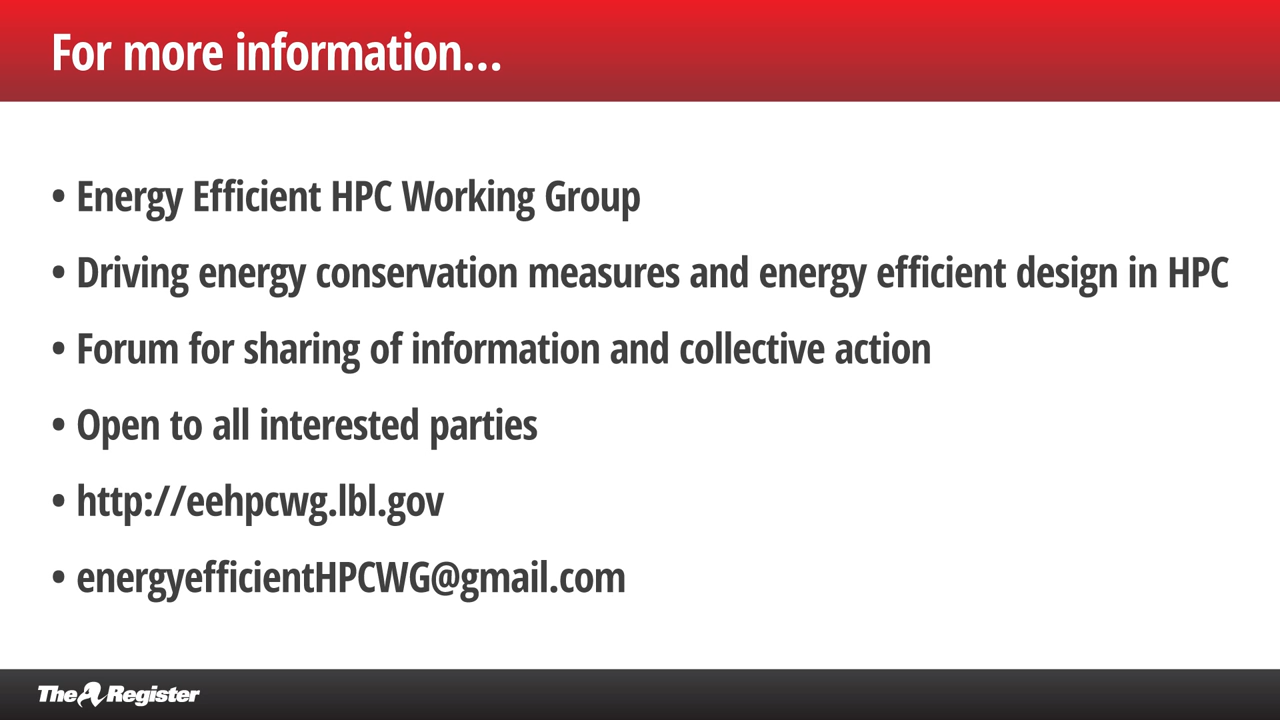 For more information...
• Energy Efficient HPC Working Group
• Driving energy conservation measures and energy efficient design in HPC
• Forum for sharing of information and collective action
• Open to all interested parties
• http://eehpcwg.lbl.gov
• energyefficientHPCWG@gmail.com
The Register